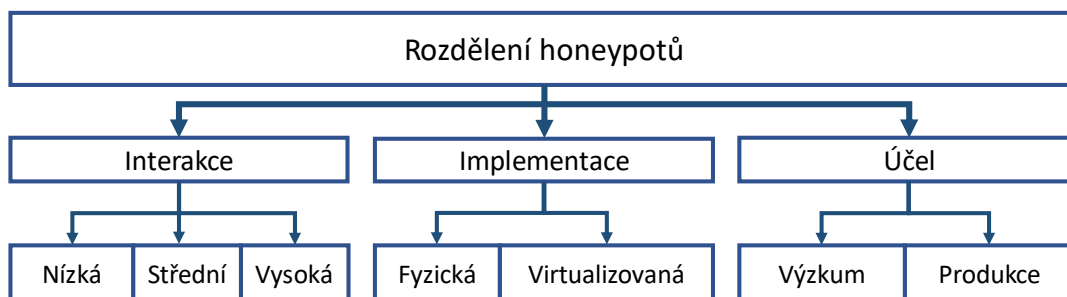 Rozdělení honeypotů
Interakce Implementace Účel
Nízká Střední Vysoká Fyzická Virtualizovaná Výzkum Produkce